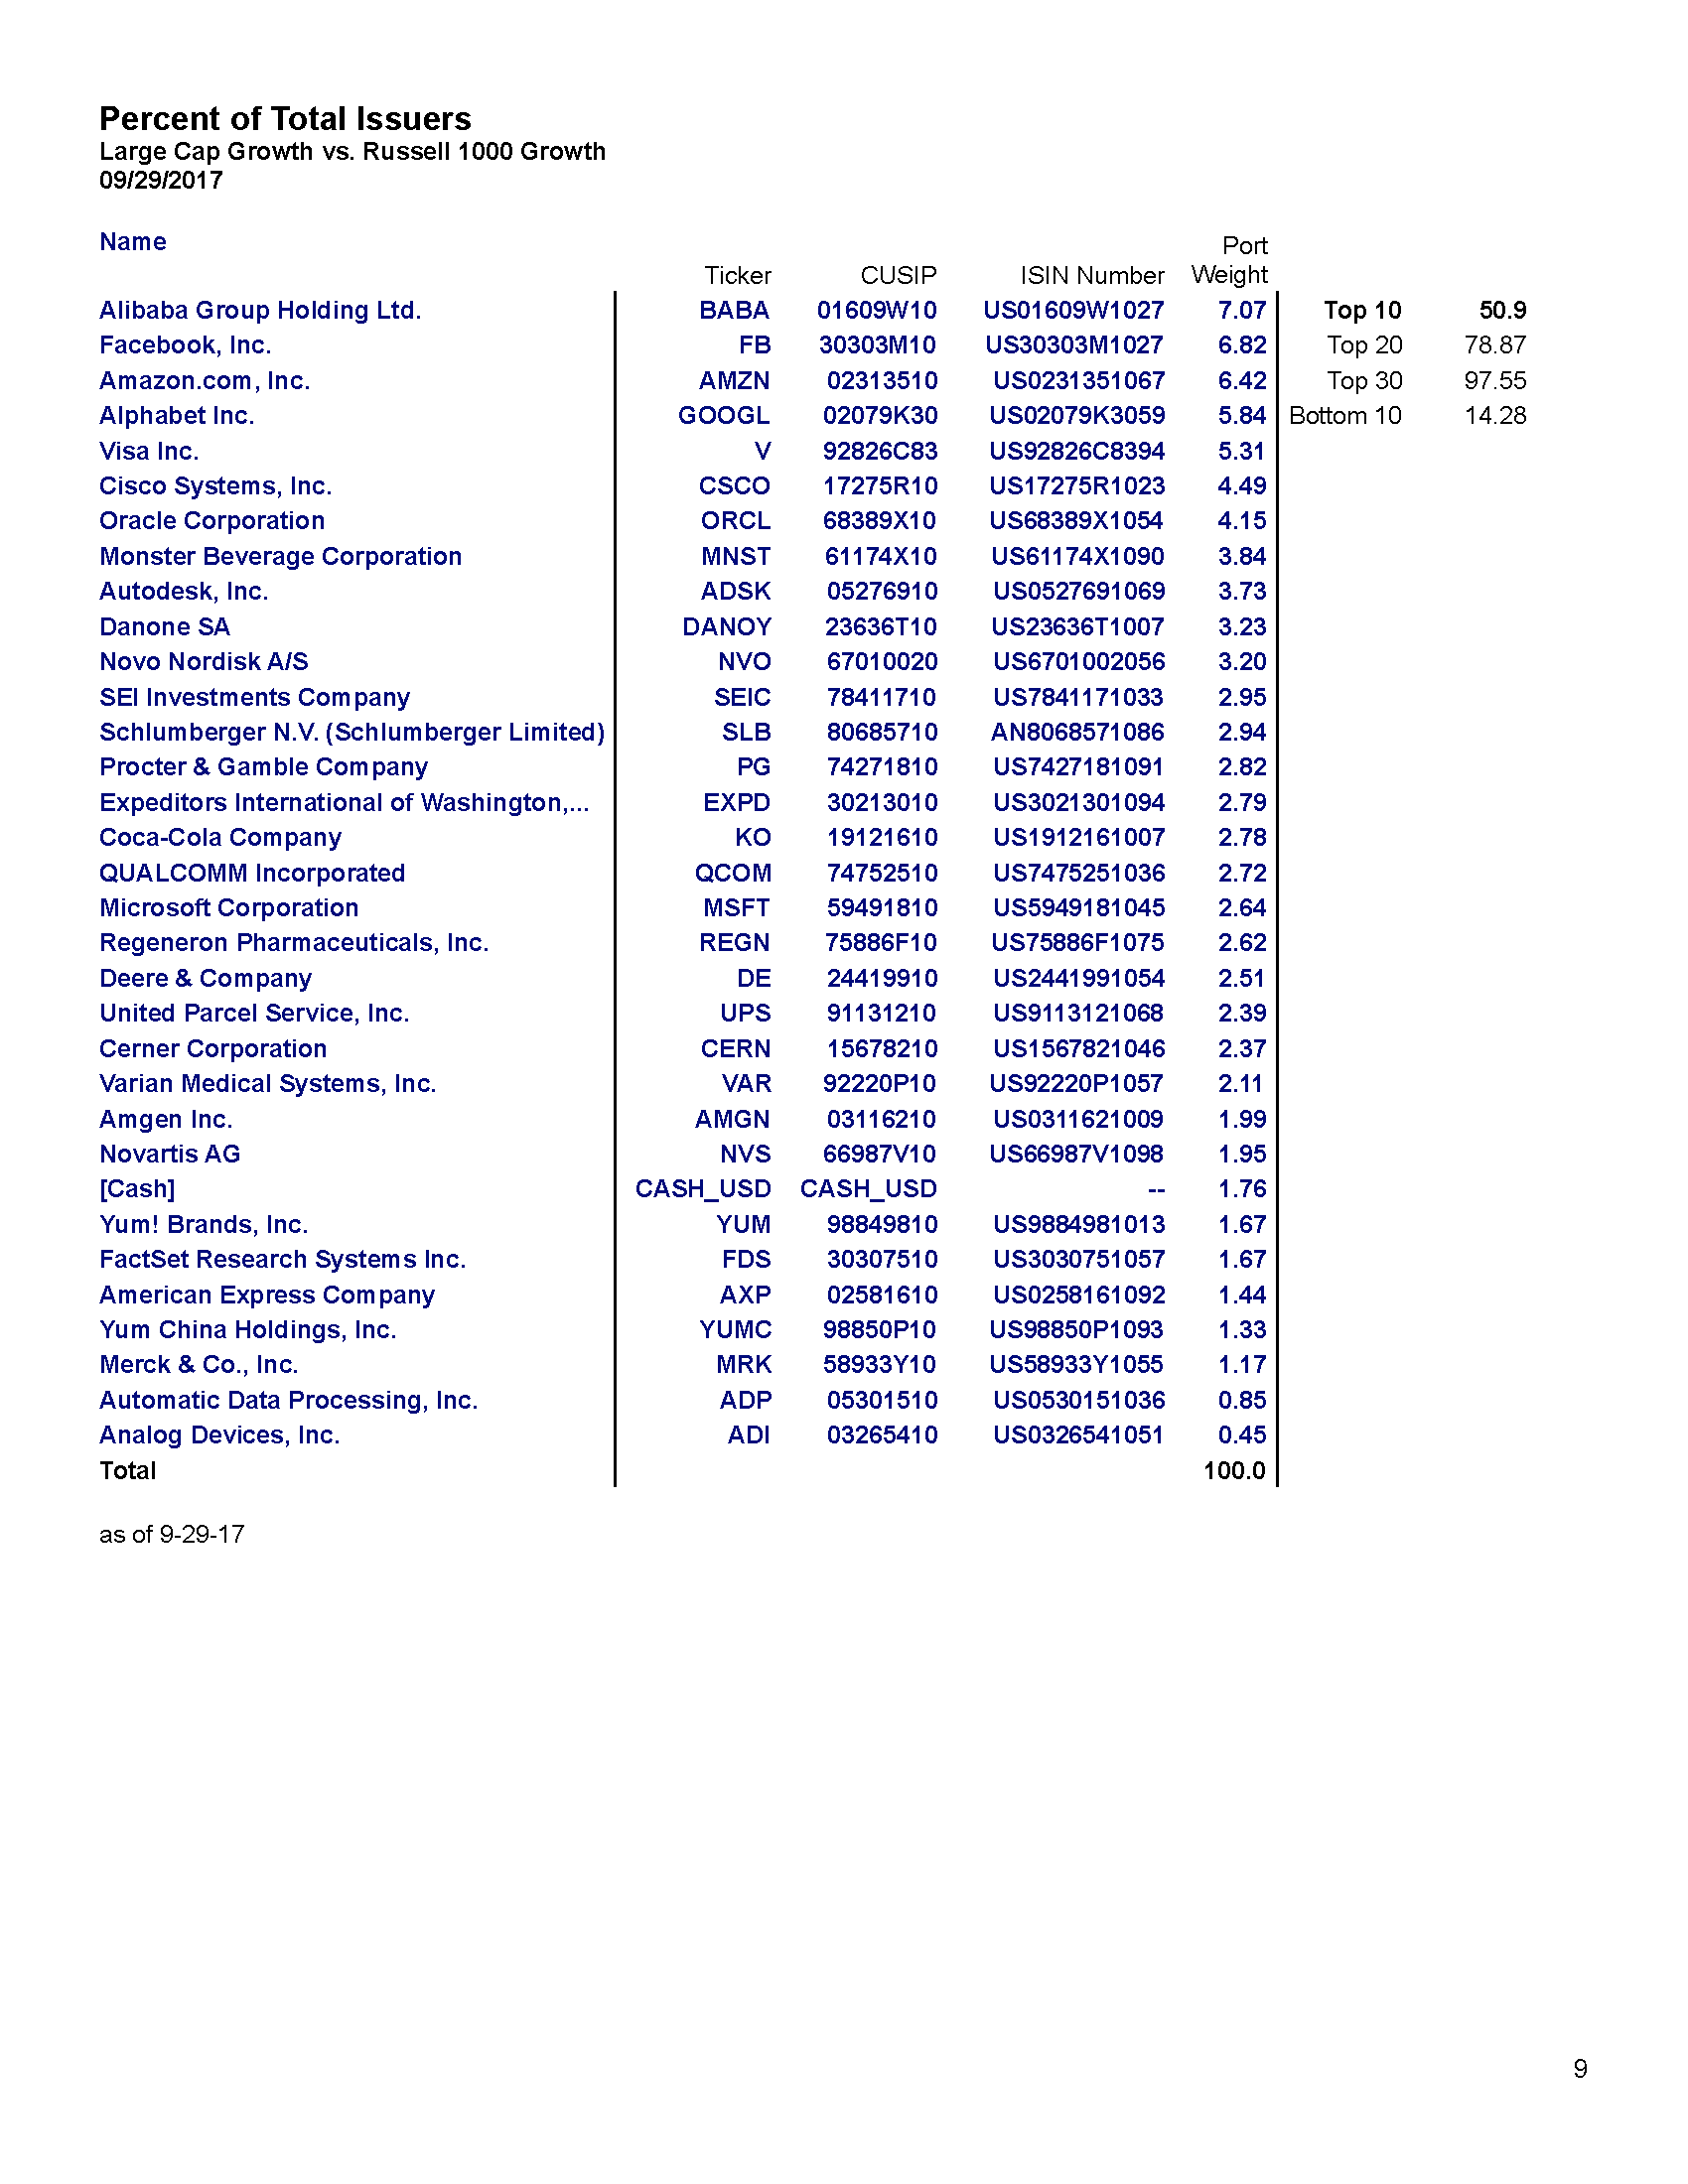 Percent of Total Issuers
Large Cap Growth vs. Russell 1000 Growth
09/29/2017
Name Ticker CUSIP ISIN Number Port Weight
Alibaba Group Holding Ltd. BABA 01609W10 US01609W1027 7.07 Top 10 50.9
Facebook, Inc. FB 30303M10 US30303M1027 6.82 Top 20 78.87
Amazon.com, Inc. AMZN 02313510 US0231351067 6.42 Top 30 97.55
Alphabet Inc. GOOGL 02079K30 US02079K3059 5.84 Bottom 10 14.28
Visa Inc. V 92826C83 US92826C8394 5.31
Cisco Systems, Inc. CSCO 17275R10 US17275R1023 4.49
Oracle Corporation ORCL 68389X10 US68389X1054 4.15
Monster Beverage Corporation MNST 61174X10 US61174X1090 3.84
Autodesk, Inc. ADSK 05276910 US0527691069 3.73
Danone SA DANOY 23636T10 US23636T1007 3.23
Novo Nordisk A/S NVO 67010020 US6701002056 3.20
SEI Investments Company SEIC 78411710 US7841171033 2.95
Schlumberger N.V. (Schlumberger Limited) SLB 80685710 AN8068571086 2.94
Procter & Gamble Company PG 74271810 US7427181091 2.82
Expeditors International of Washington,... EXPD 30213010 US3021301094 2.79
Coca-Cola Company KO 19121610 US1912161007 2.78
QUALCOMM Incorporated QCOM 74752510 US7475251036 2.72
Microsoft Corporation MSFT 59491810 US5949181045 2.64
Regeneron Pharmaceuticals, Inc. REGN 75886F10 US75886F1075 2.62
Deere & Company DE 24419910 US2441991054 2.51
United Parcel Service, Inc. UPS 91131210 US9113121068 2.39
Cerner Corporation CERN 15678210 US1567821046 2.37
Varian Medical Systems, Inc. VAR 92220P10 US92220P1057 2.11
Amgen Inc. AMGN 03116210 US0311621009 1.99
Novartis AG NVS 66987V10 US66987V1098 1.95
[Cash] CASH_USD CASH_USD -- 1.76
Yum! Brands, Inc. YUM 98849810 US9884981013 1.67
FactSet Research Systems Inc. FDS 30307510 US3030751057 1.67
American Express Company AXP 02581610 US0258161092 1.44
Yum China Holdings, Inc. YUMC 98850P10 US98850P1093 1.33
Merck & Co., Inc. MRK 58933Y10 US58933Y1055 1.17
Automatic Data Processing, Inc. ADP 05301510 US0530151036 0.85
Analog Devices, Inc. ADI 03265410 US0326541051 0.45
Total 100.0
as of 9-29-17
9